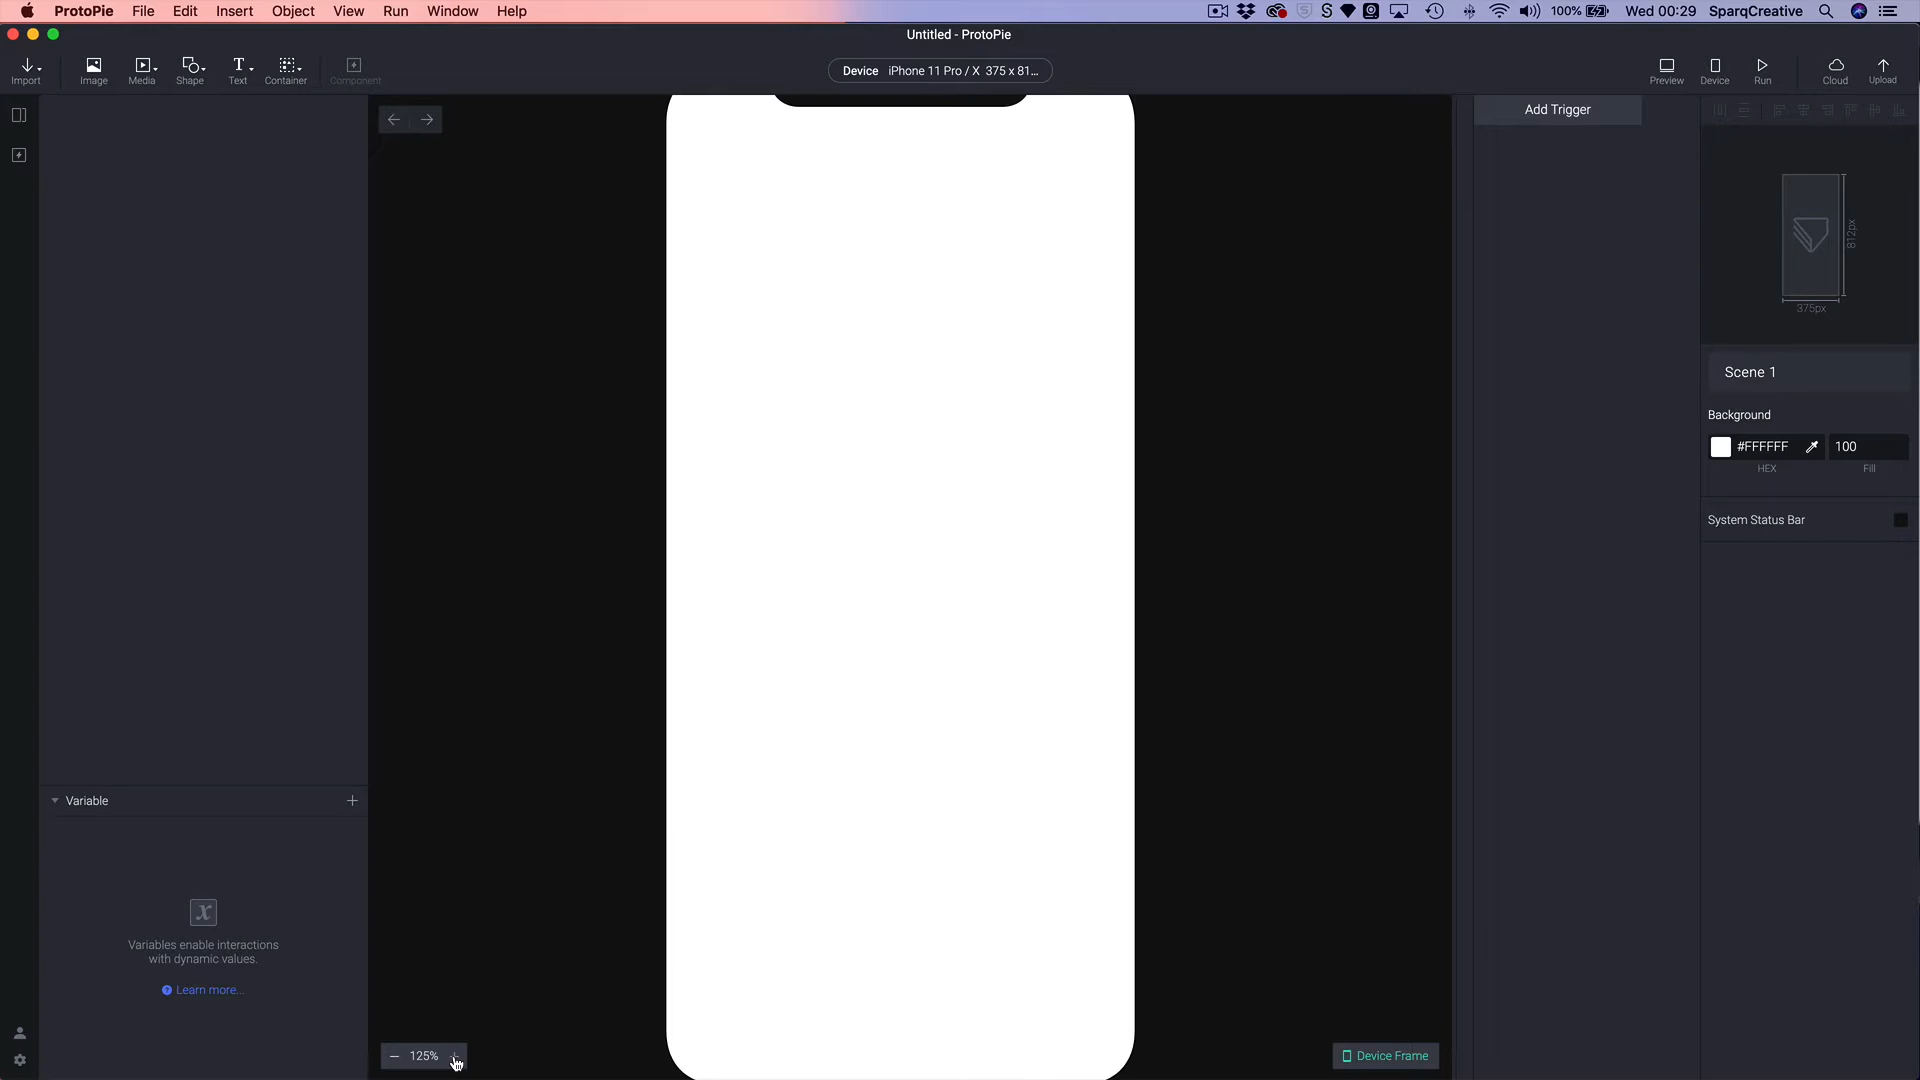 ProtoPie File Edit Insert Object View Run Window Help 100% Wed 00:29 SparqCreative
Untitled - ProtoPie
Import Image Media Shape Text Container Component
Device iPhone 11 Pro / X 375 x 81...
Preview Device Run Cloud Upload
Add Trigger
812px
375px
Scene 1
Background
#FFFFFF 100
HEX Fill
System Status Bar
Variable
x
Variables enable interactions
with dynamic values.
? Learn more...
125%
Device Frame